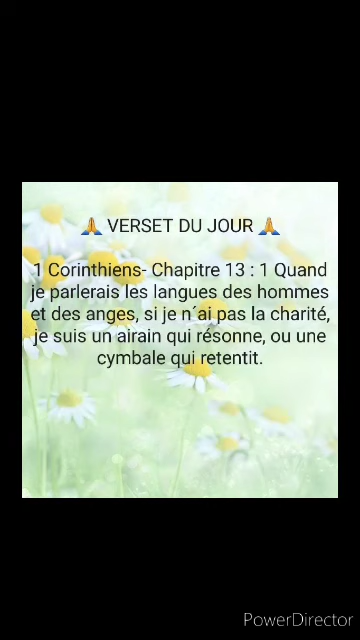 🙏 VERSET DU JOUR 🙏
1 Corinthiens- Chapitre 13 : 1 Quand
je parlerais les langues des hommes
et des anges, si je n´ai pas la charité,
je suis un airain qui résonne, ou une
cymbale qui retentit.
PowerDirector